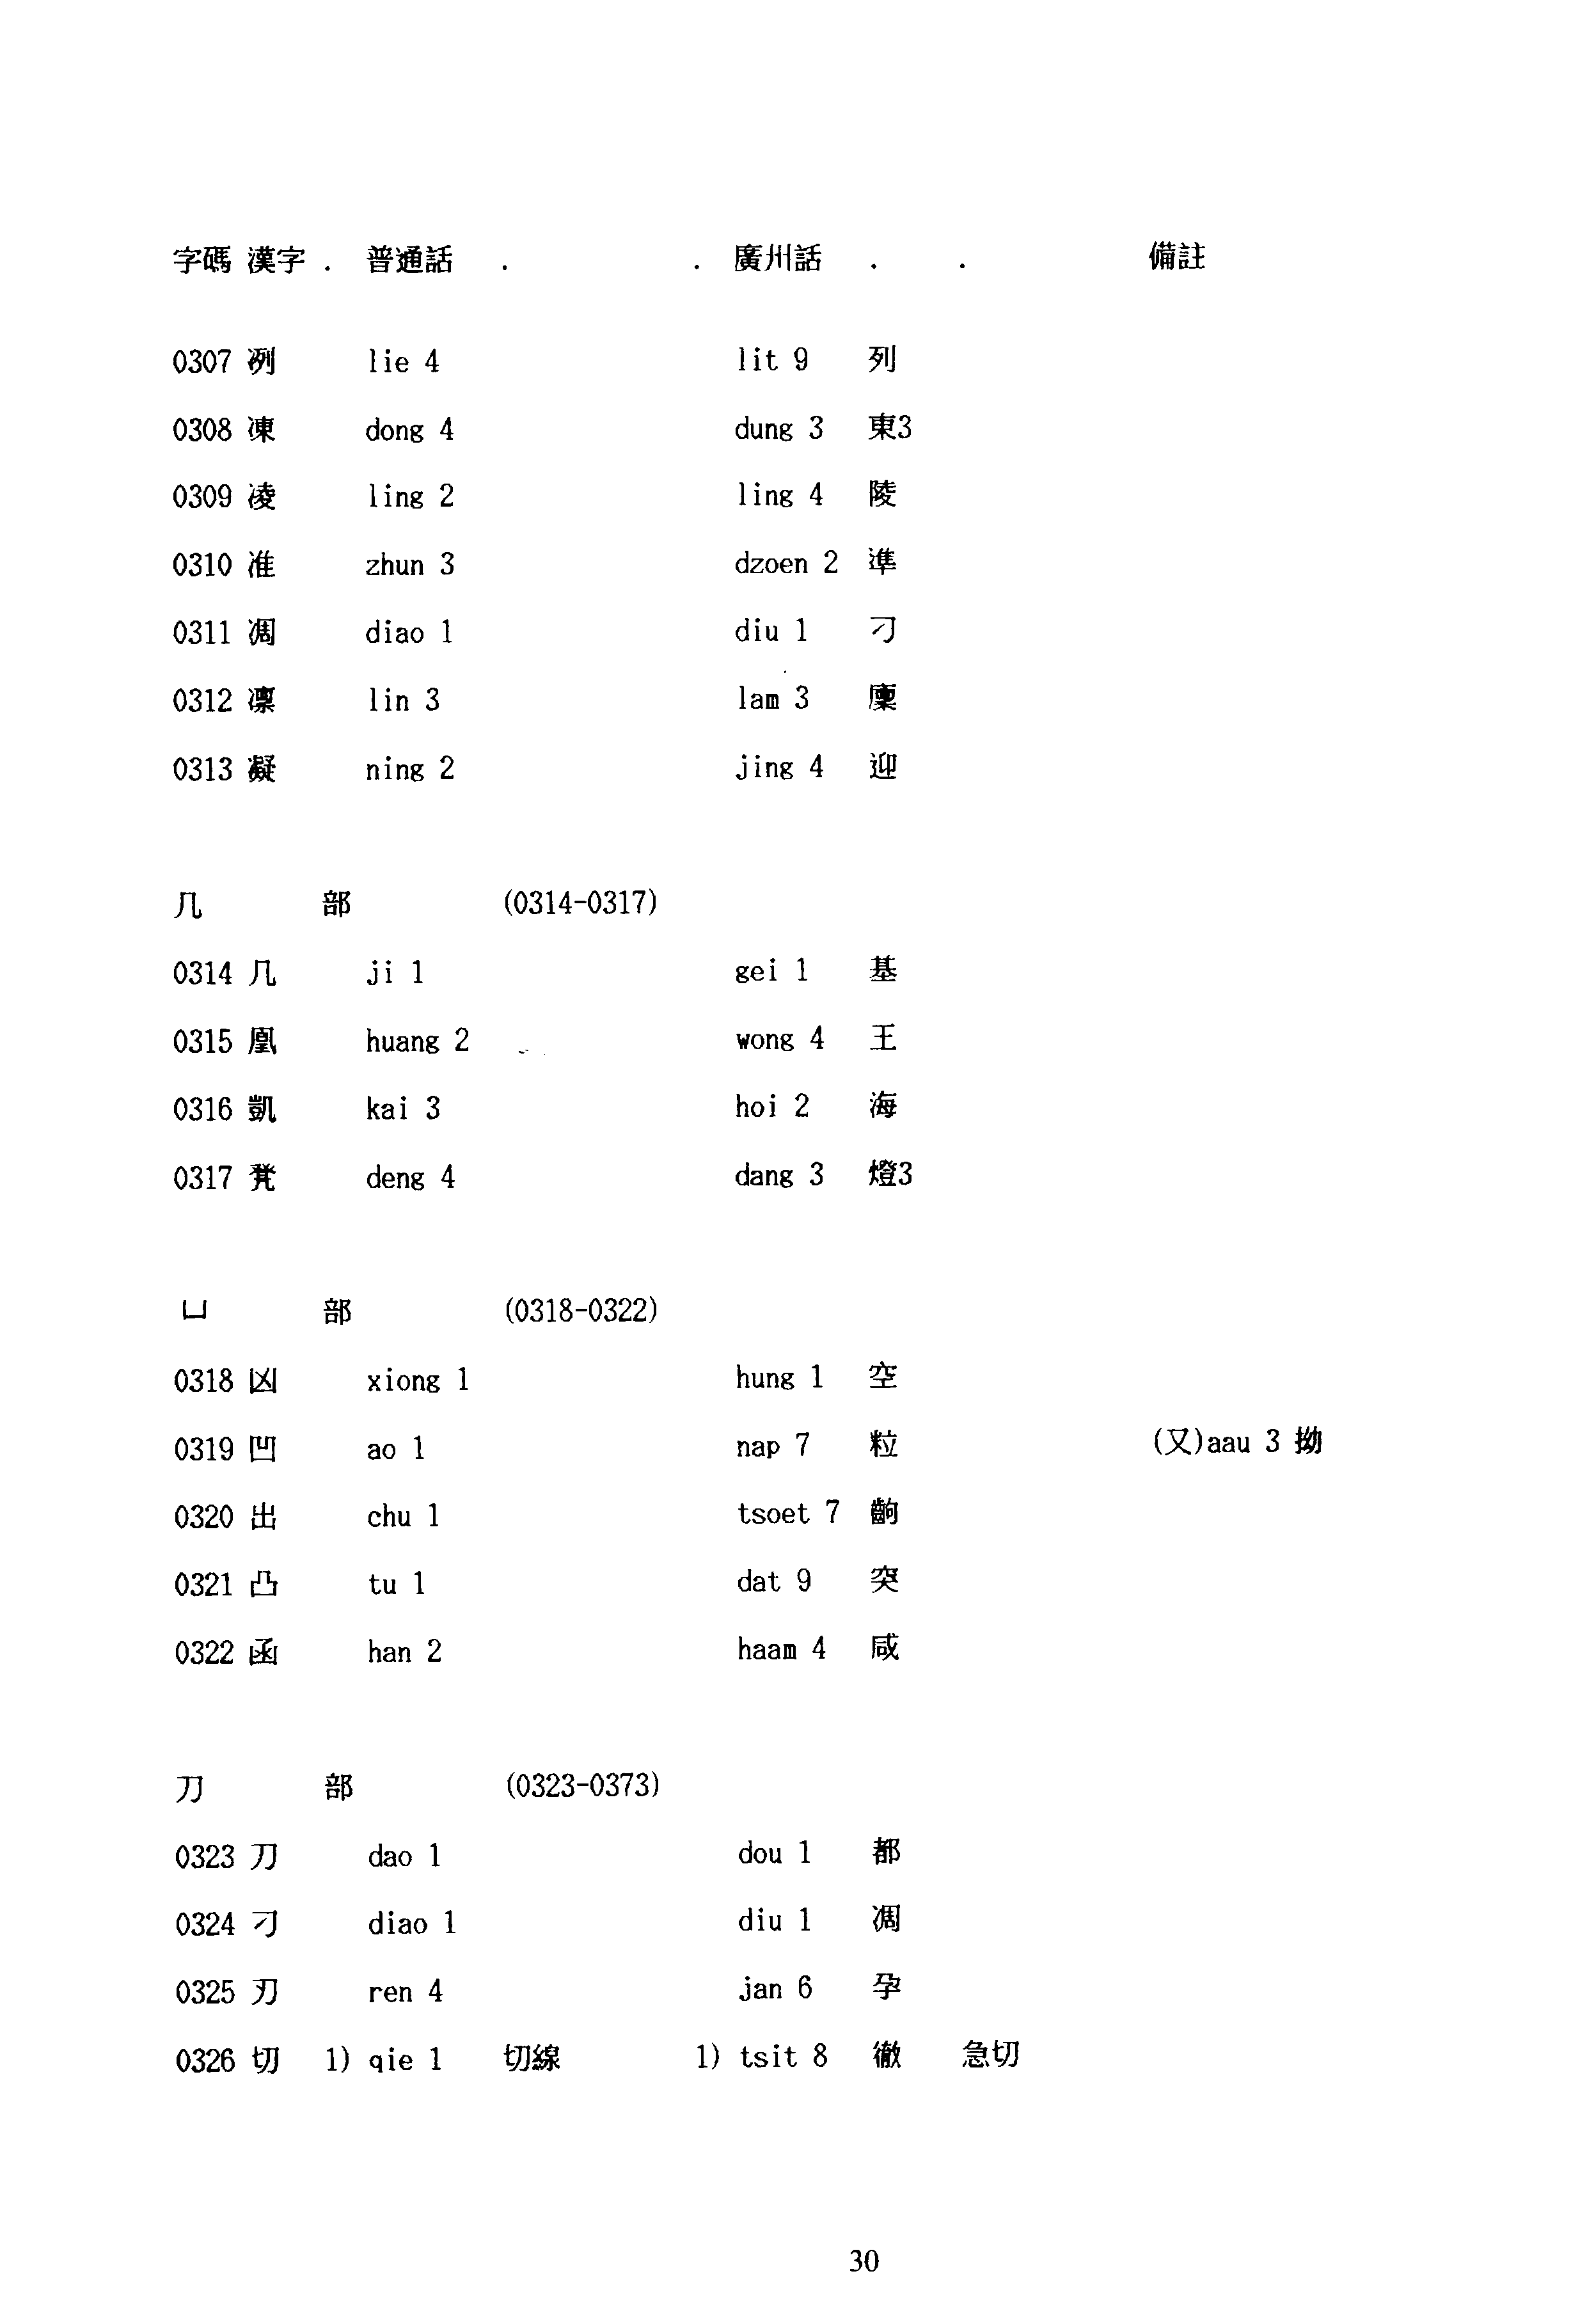 字碼 漢字 . 普通話 . . 廣州話 . . 備註
0307 冽 lie 4 lit 9 列
0308 凍 dong 4 dung 3 東3
0309 凌 ling 2 ling 4 陵
0310 准 zhun 3 dzoen 2 準
0311 凋 diao 1 diu 1 刁
0312 凜 lin 3 lam 3 廩
0313 凝 ning 2 jing 4 迎
几 部 (0314-0317)
0314 几 ji 1 gei 1 基
0315 凰 huang 2 wong 4 王
0316 凱 kai 3 hoi 2 海
0317 凳 deng 4 dang 3 燈3
凵 部 (0318-0322)
0318 凶 xiong 1 hung 1 空
0319 凹 ao 1 nap 7 粒 (又)aau 3 拗
0320 出 chu 1 tsoet 7 齣
0321 凸 tu 1 dat 9 突
0322 函 han 2 haam 4 咸
刀 部 (0323-0373)
0323 刀 dao 1 dou 1 都
0324 刁 diao 1 diu 1 凋
0325 刃 ren 4 jan 6 孕
0326 切 1) qie 1 切線 1) tsit 8 徹 急切
30